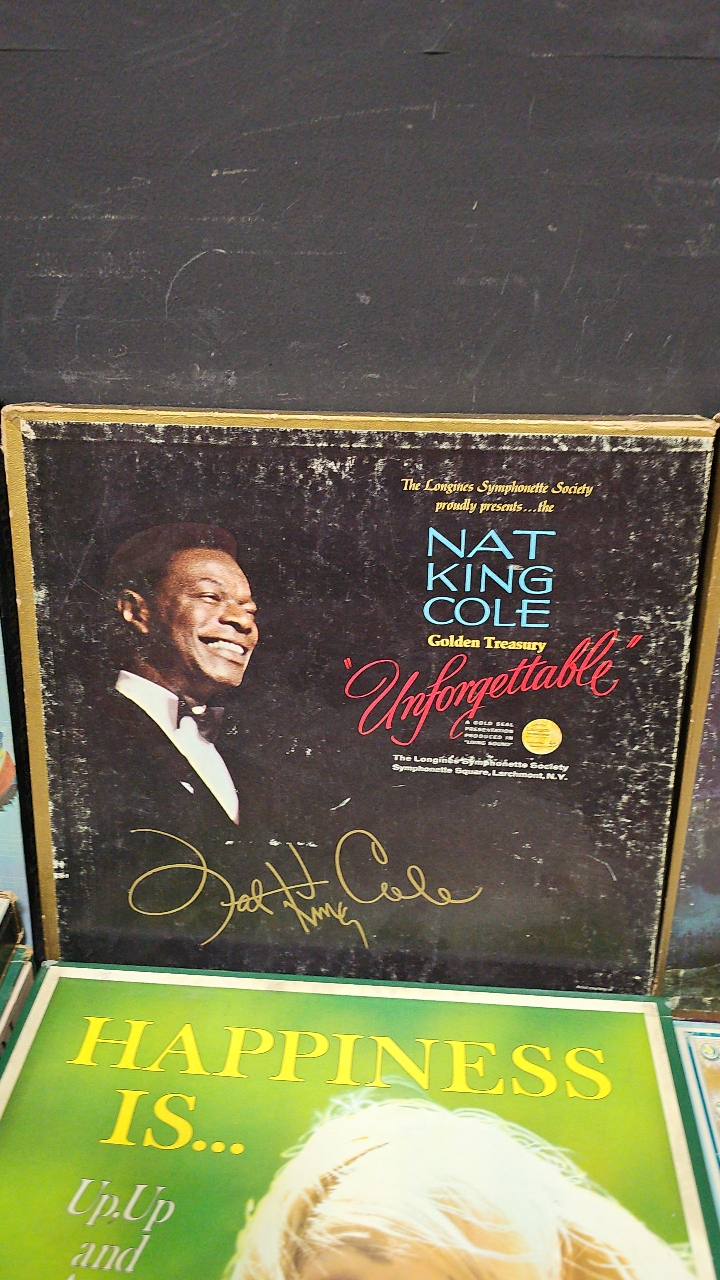 The Longines Symphonette Society
proudly presents...the
NAT
KING
COLE
Golden Treasury
"Unforgettable"
A GOLD SEAL
PRESENTATION
PRODUCED IN
"LIVING SOUND"
The Longines Symphonette Society
Symphonette Square, Larchmont, N.Y.
Nat King Cole
HAPPINESS
IS...
Up, Up
and